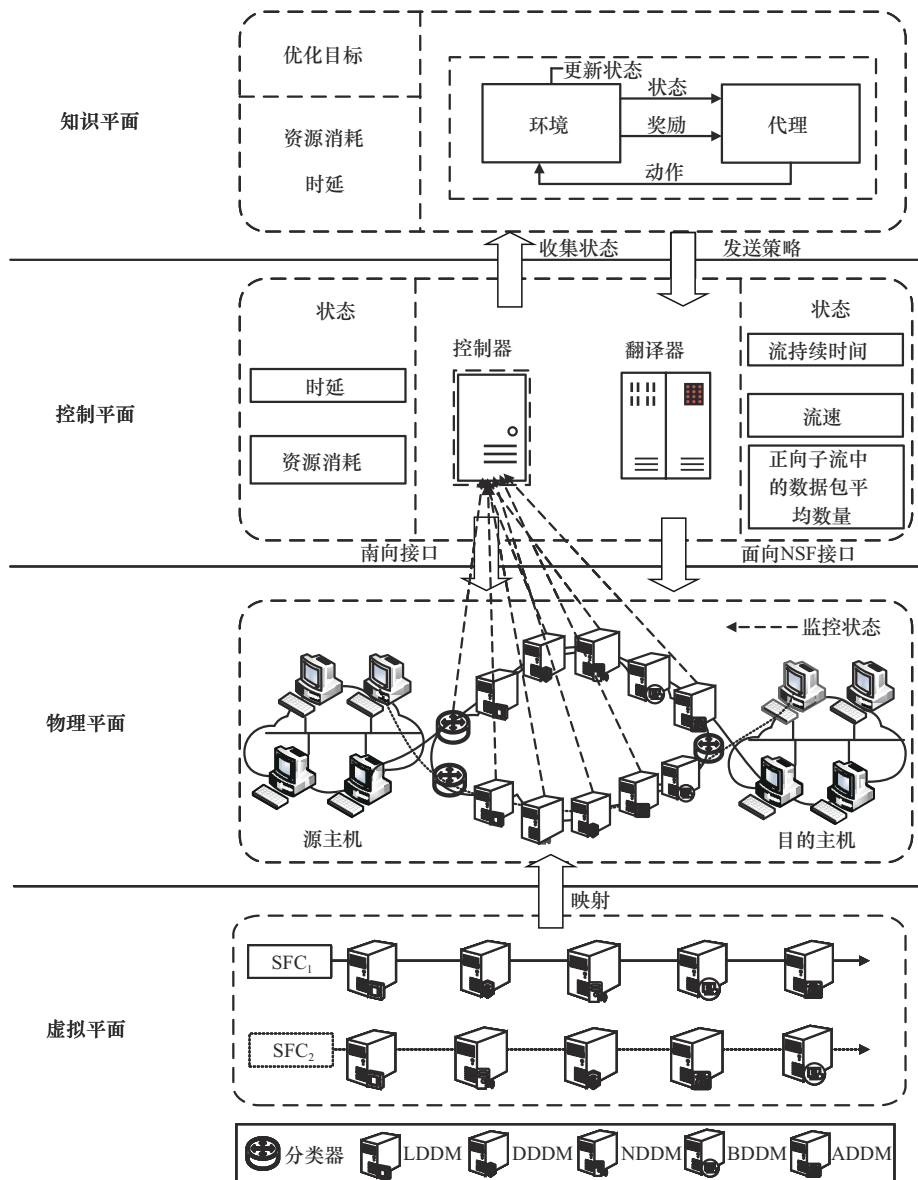 知识平面
优化目标
资源消耗
时延
更新状态
状态
环境
奖励
代理
动作
收集状态
发送策略
控制平面
状态
时延
资源消耗
控制器
翻译器
状态
流持续时间
流速
正向子流中
的数据包平
均数量
南向接口
面向NSF接口
物理平面
监控状态
源主机
目的主机
映射
虚拟平面
SFC₁
SFC₂
分类器
LDDM
DDDM
NDDM
BDDM
ADDM